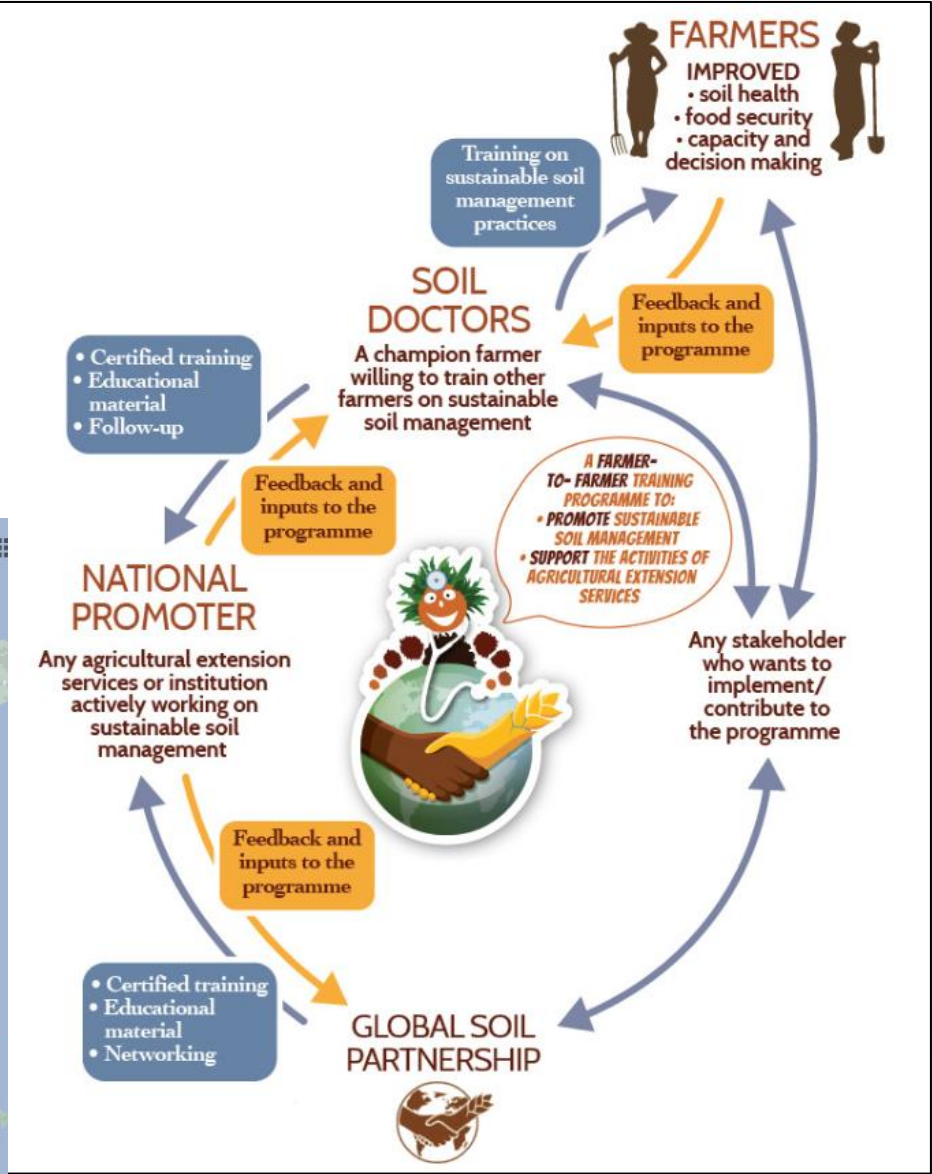 FARMERS
IMPROVED
• soil health
• food security
• capacity and
decision making
Training on
sustainable soil
management
practices
SOIL
DOCTORS
A champion farmer
willing to train other
farmers on sustainable
soil management
Feedback and
inputs to the
programme
• Certified training
• Educational
material
• Follow-up
Feedback and
inputs to the
programme
A FARMER-
TO- FARMER TRAINING
PROGRAMME TO:
• PROMOTE SUSTAINABLE
SOIL MANAGEMENT
• SUPPORT THE ACTIVITIES OF
AGRICULTURAL EXTENSION
SERVICES
NATIONAL
PROMOTER
Any agricultural extension
services or institution
actively working on
sustainable soil
management
Any stakeholder
who wants to
implement/
contribute to
the programme
Feedback and
inputs to the
programme
• Certified training
• Educational
material
• Networking
GLOBAL SOIL
PARTNERSHIP